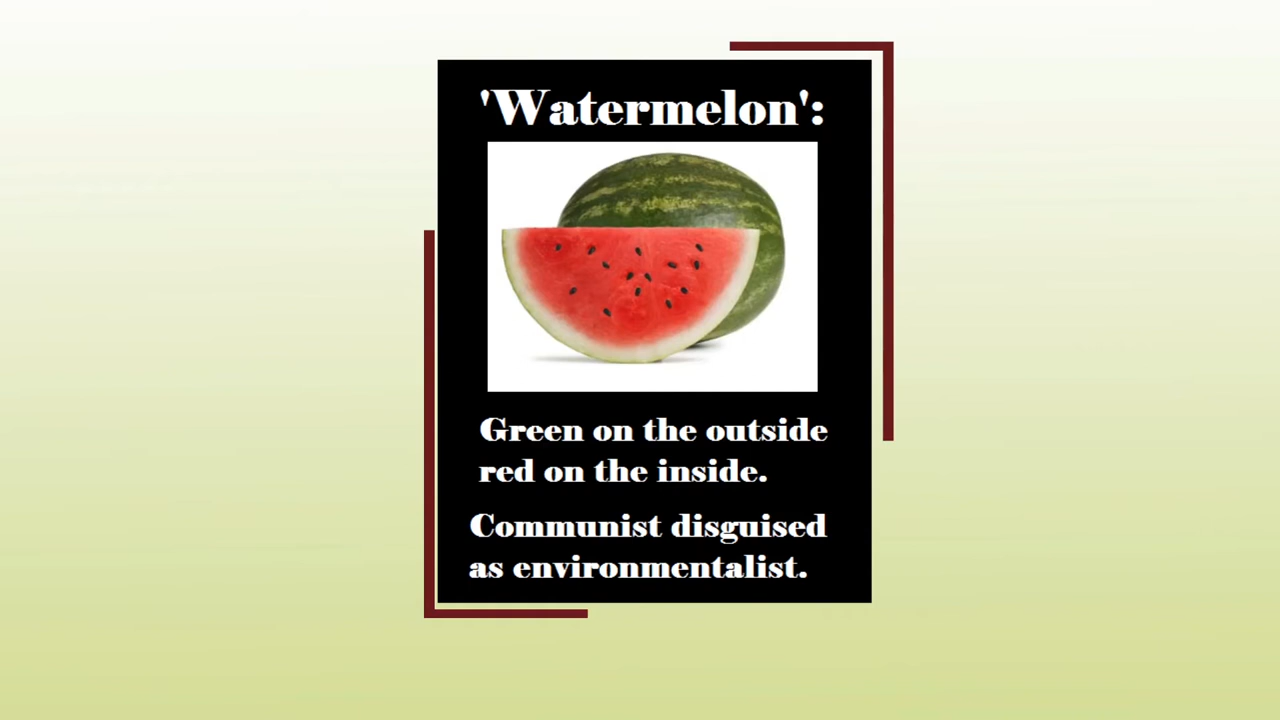 'Watermelon':
Green on the outside
red on the inside.
Communist disguised
as environmentalist.